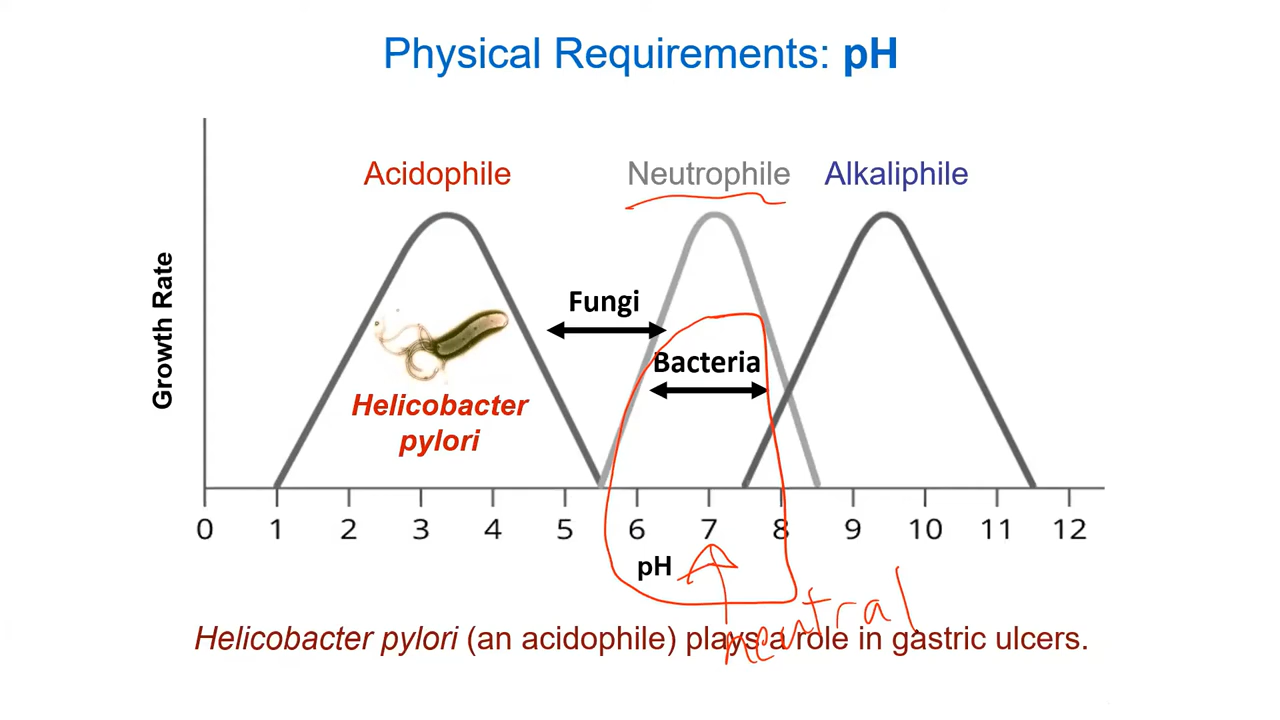 Physical Requirements: pH
Acidophile Neutrophile Alkaliphile
Growth Rate
Fungi
Bacteria
Helicobacter
pylori
0 1 2 3 4 5 6 7 8 9 10 11 12
pH
neutral
Helicobacter pylori (an acidophile) plays a role in gastric ulcers.